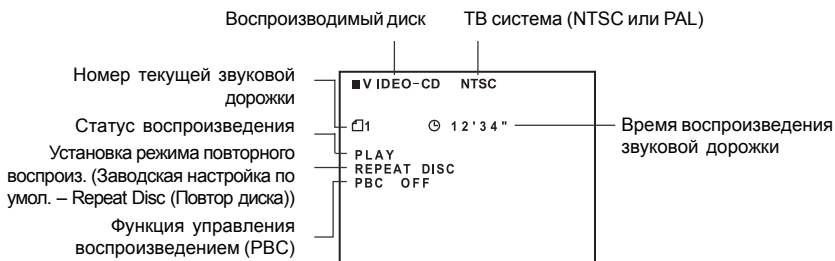 Воспроизводимый диск
ТВ система (NTSC или PAL)
Номер текущей звуковой
дорожки
Статус воспроизведения
Установка режима повторного
воспроиз. (Заводская настройка по
умол. – Repeat Disc (Повтор диска))
Функция управления
воспроизведением (PBC)
VIDEO-CD NTSC
1 12'34"
PLAY
REPEAT DISC
PBC OFF
Время воспроизведения
звуковой дорожки